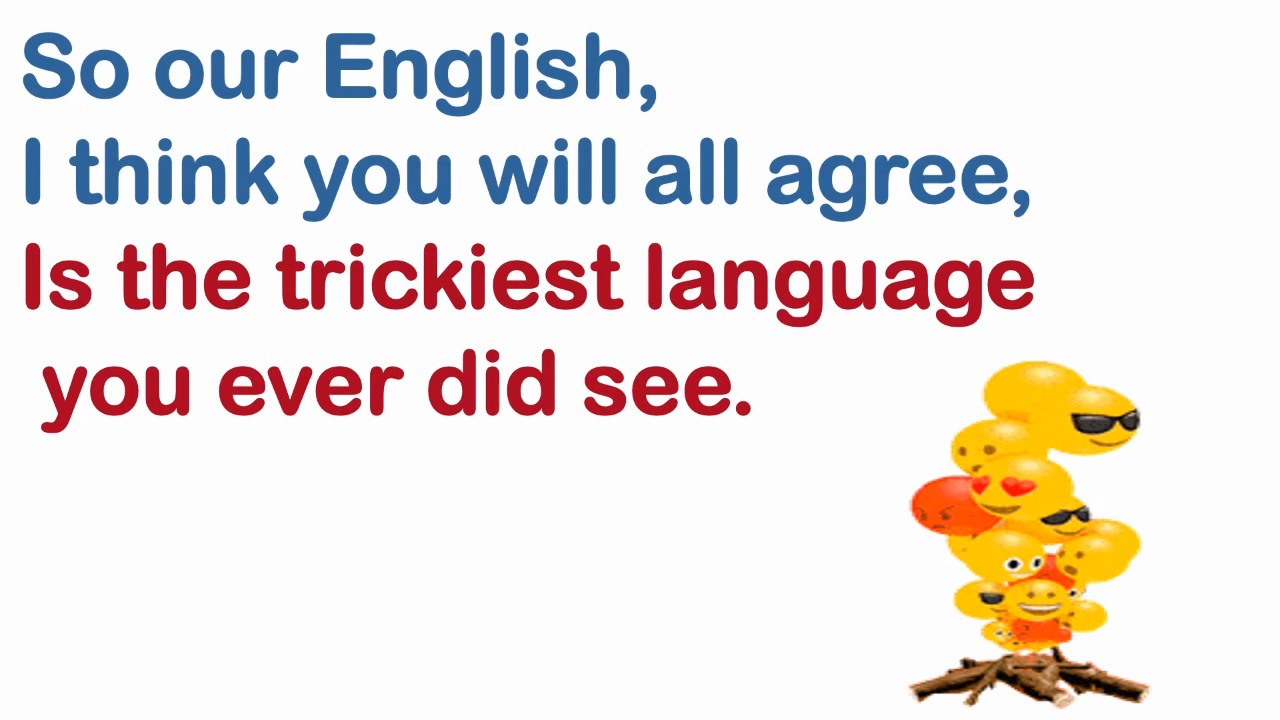 So our English,
I think you will all agree,
Is the trickiest language
you ever did see.